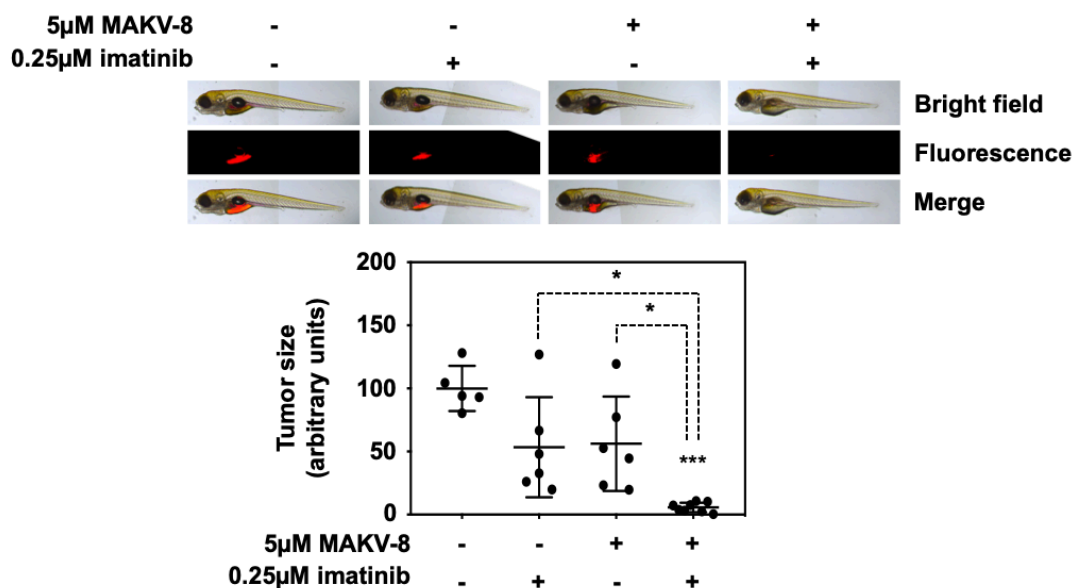 5µM MAKV-8 - - + +
0.25µM imatinib - + - +
Bright field
Fluorescence
Merge
200
150
100
50
0
Tumor size
(arbitrary units)
*
*
***
5µM MAKV-8 - - + +
0.25µM imatinib - + - +